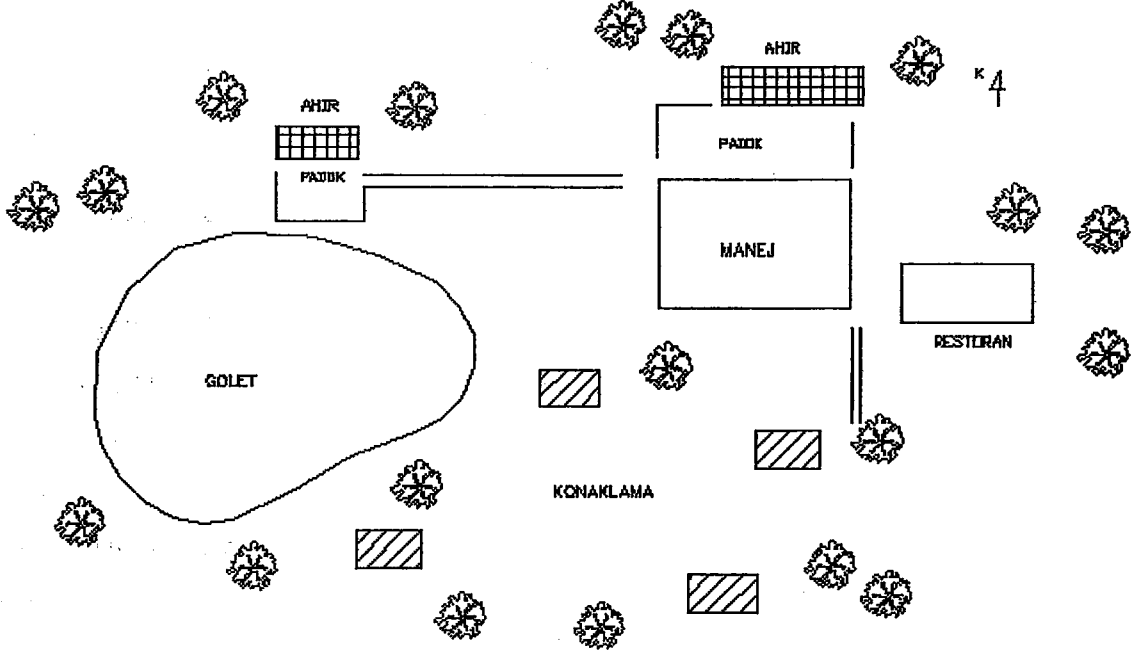 AHIR
K
AHIR
PADOK
PADOK
MANEJ
RESTORAN
GOLET
KONAKLAMA